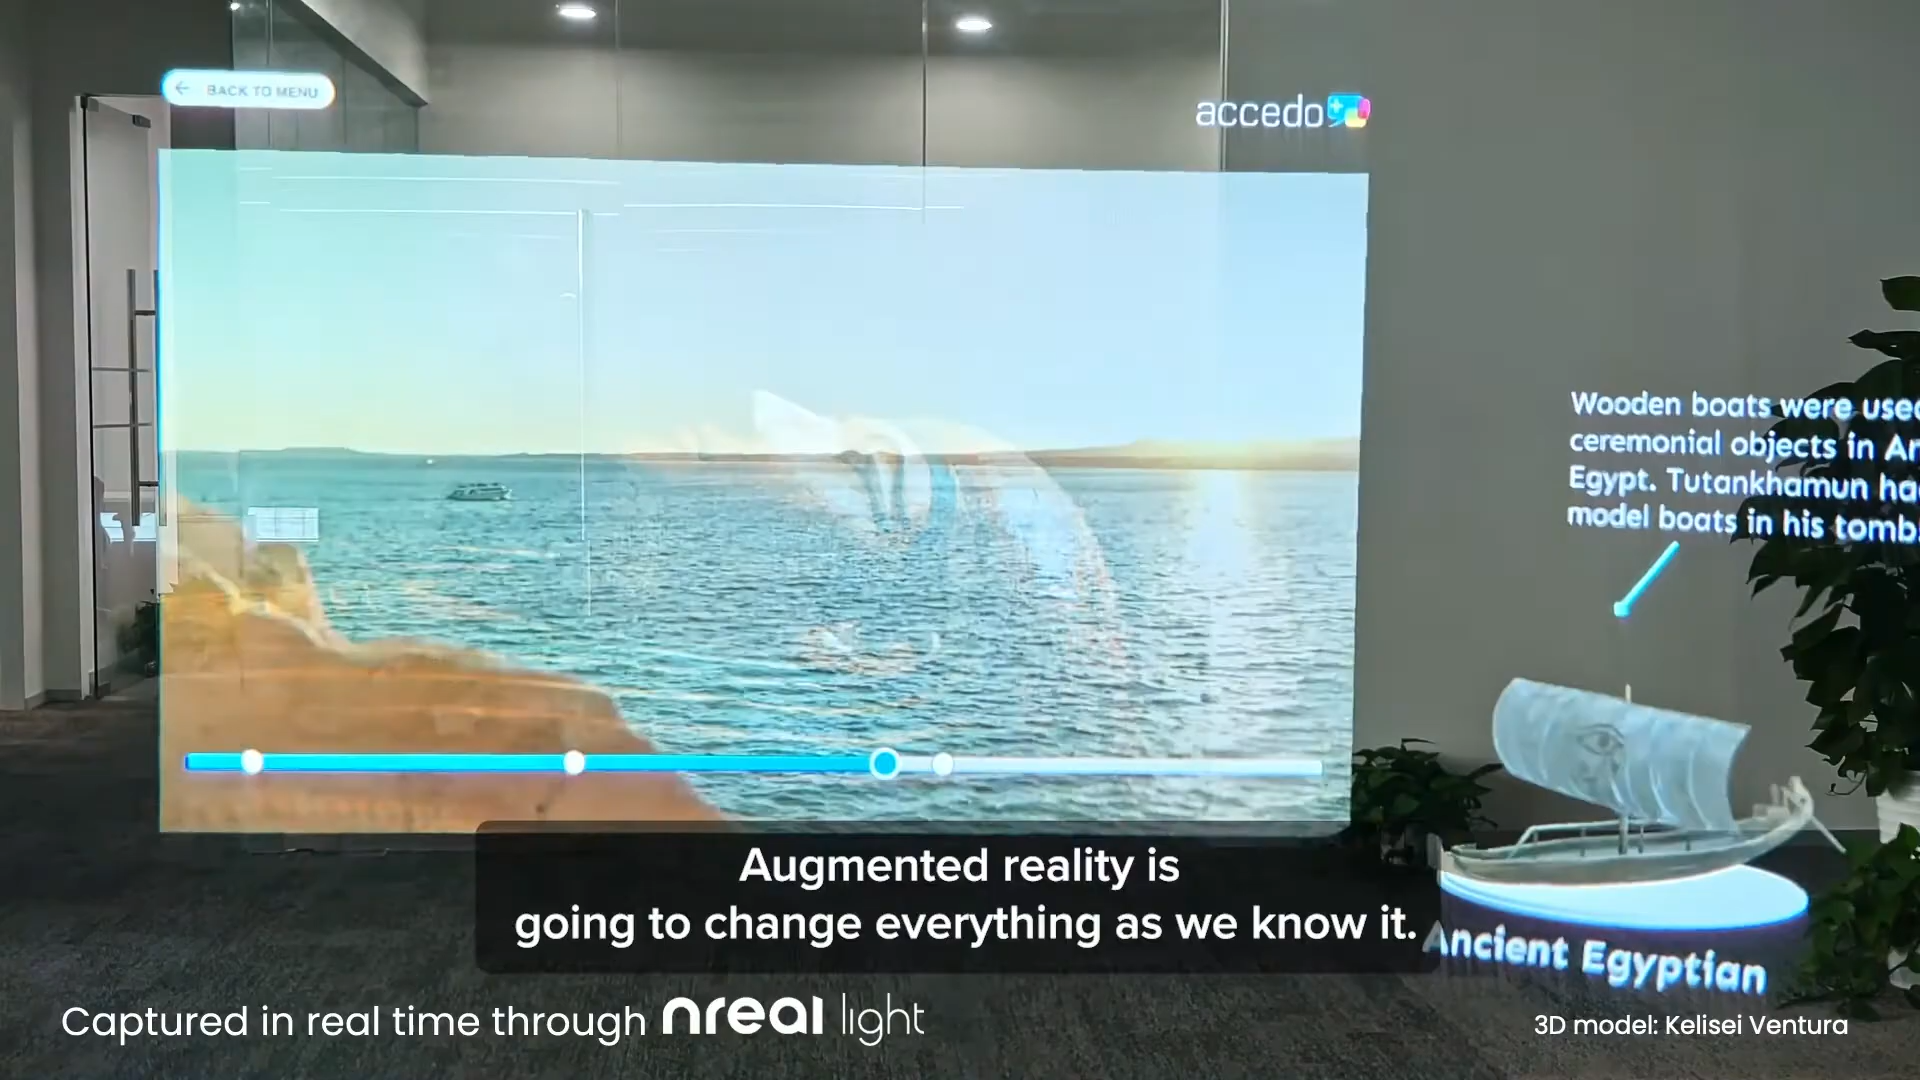 BACK TO MENU
accedo
Wooden boats were used
ceremonial objects in
Egypt. Tutankhamun
model boats in his tomb.
Augmented reality is
going to change everything as we know it.
Ancient Egyptian
Captured in real time through nreal light
3D model: Kelisei Ventura